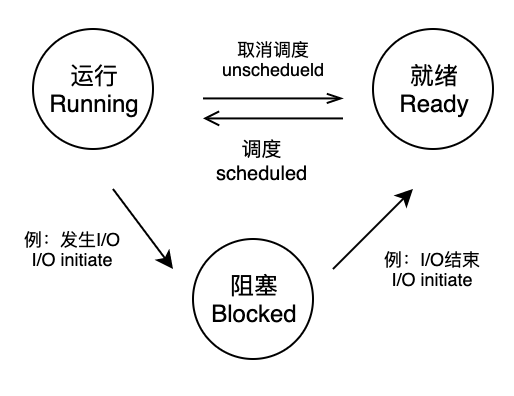 运行
Running
取消调度
unschedueld
就绪
Ready
调度
scheduled
例：发生I/O
I/O initiate
阻塞
Blocked
例：I/O结束
I/O initiate